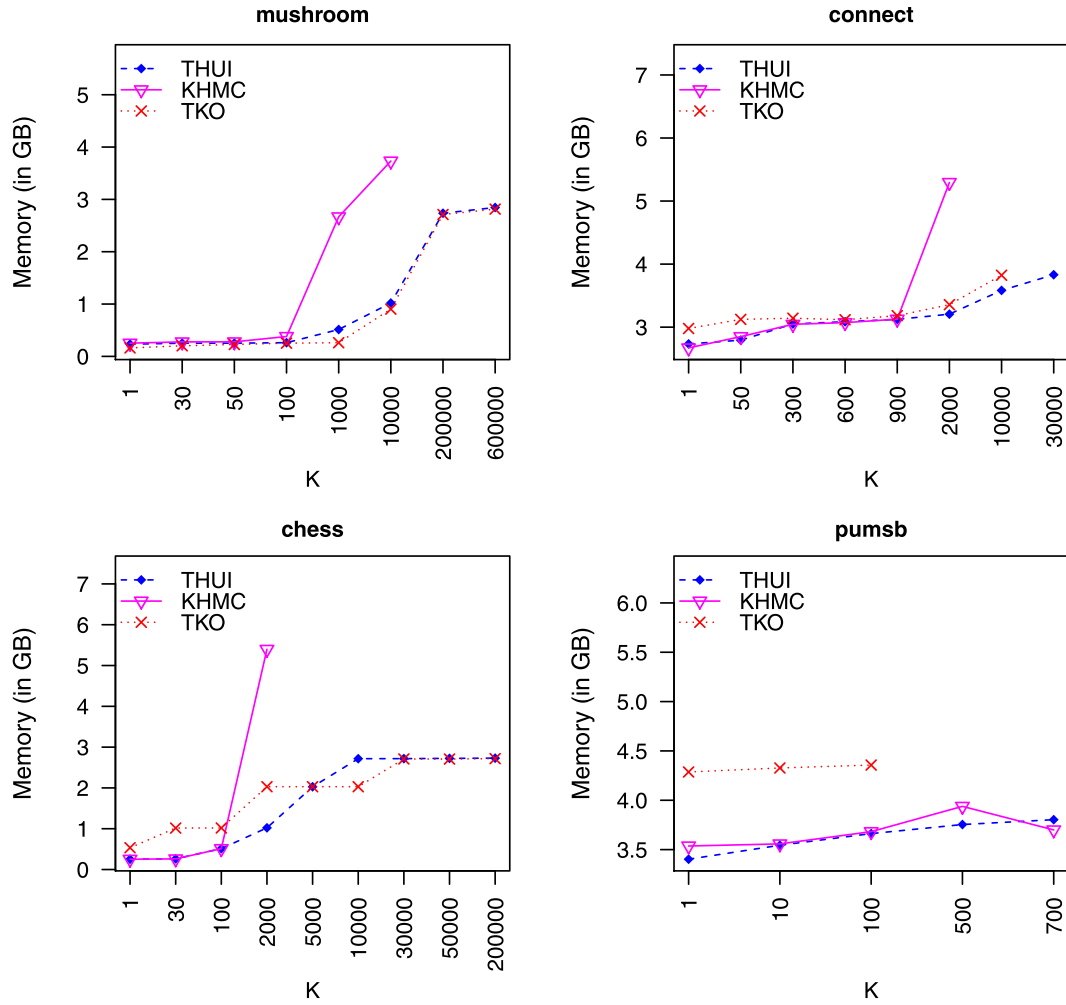 mushroom
Memory (in GB)
5
4
3
2
1
0
THUI
KHMC
TKO
1
30
50
100
1000
10000
200000
600000
K
connect
Memory (in GB)
7
6
5
4
3
THUI
KHMC
TKO
1
50
300
600
900
2000
10000
30000
K
chess
Memory (in GB)
7
6
5
4
3
2
1
0
THUI
KHMC
TKO
1
30
100
2000
5000
10000
30000
50000
200000
K
pumsb
Memory (in GB)
6.0
5.5
5.0
4.5
4.0
3.5
THUI
KHMC
TKO
1
10
100
500
700
K